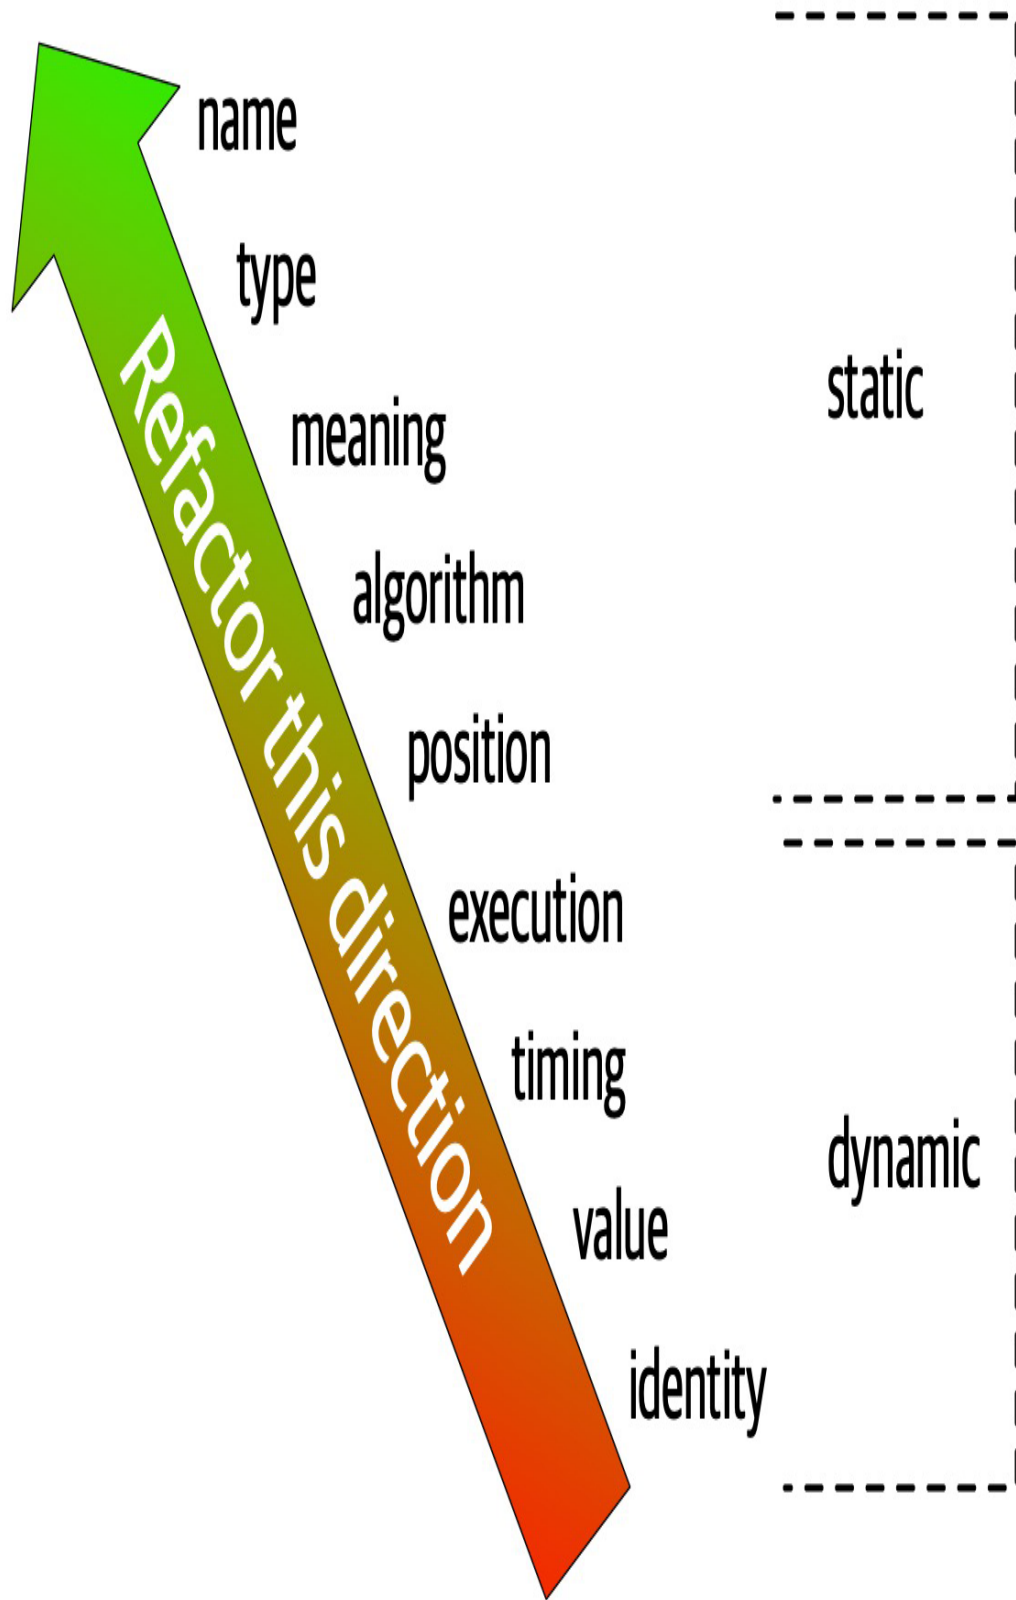 name
type
meaning
algorithm
position
execution
timing
value
identity
Refactor this direction
static
dynamic